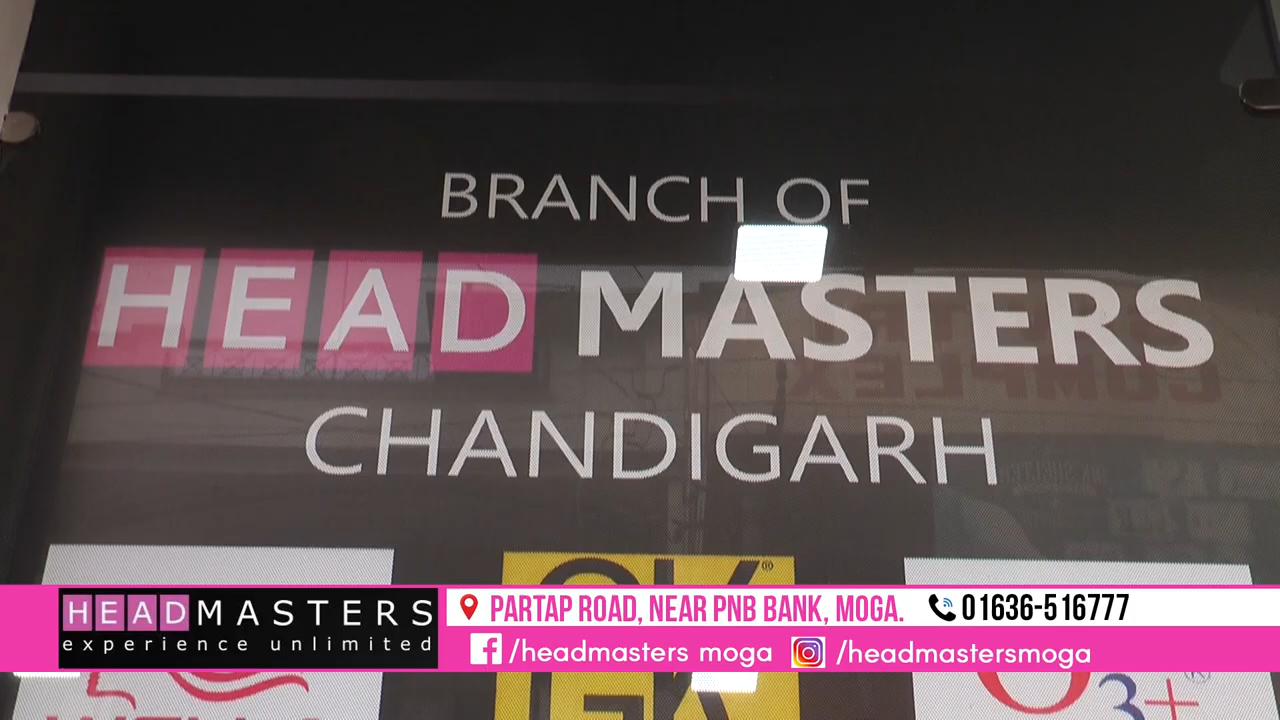 BRANCH OF
HEAD MASTERS
CHANDIGARH
HEADMASTERS
experience unlimited
PARTAP ROAD, NEAR PNB BANK, MOGA.
01636-516777
/headmasters moga
/headmastersmoga
3+